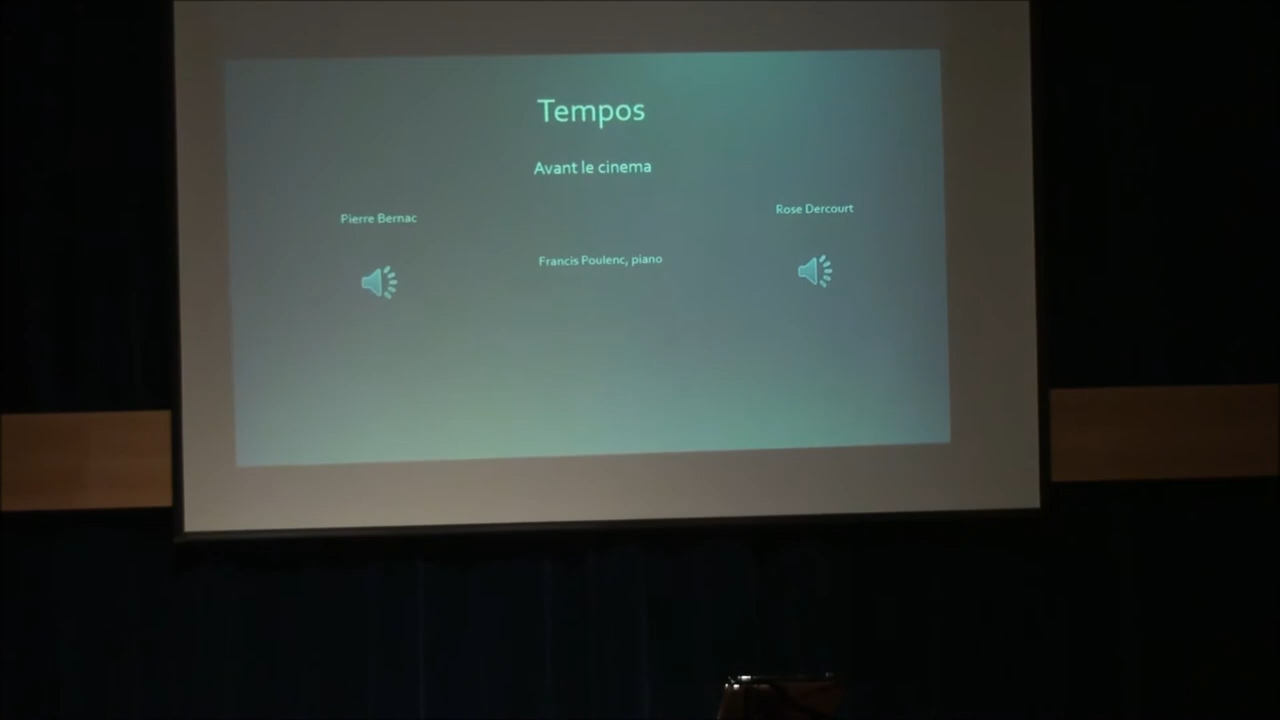 Tempos
Avant le cinema
Pierre Bernac
Rose Dercourt
Francis Poulenc, piano